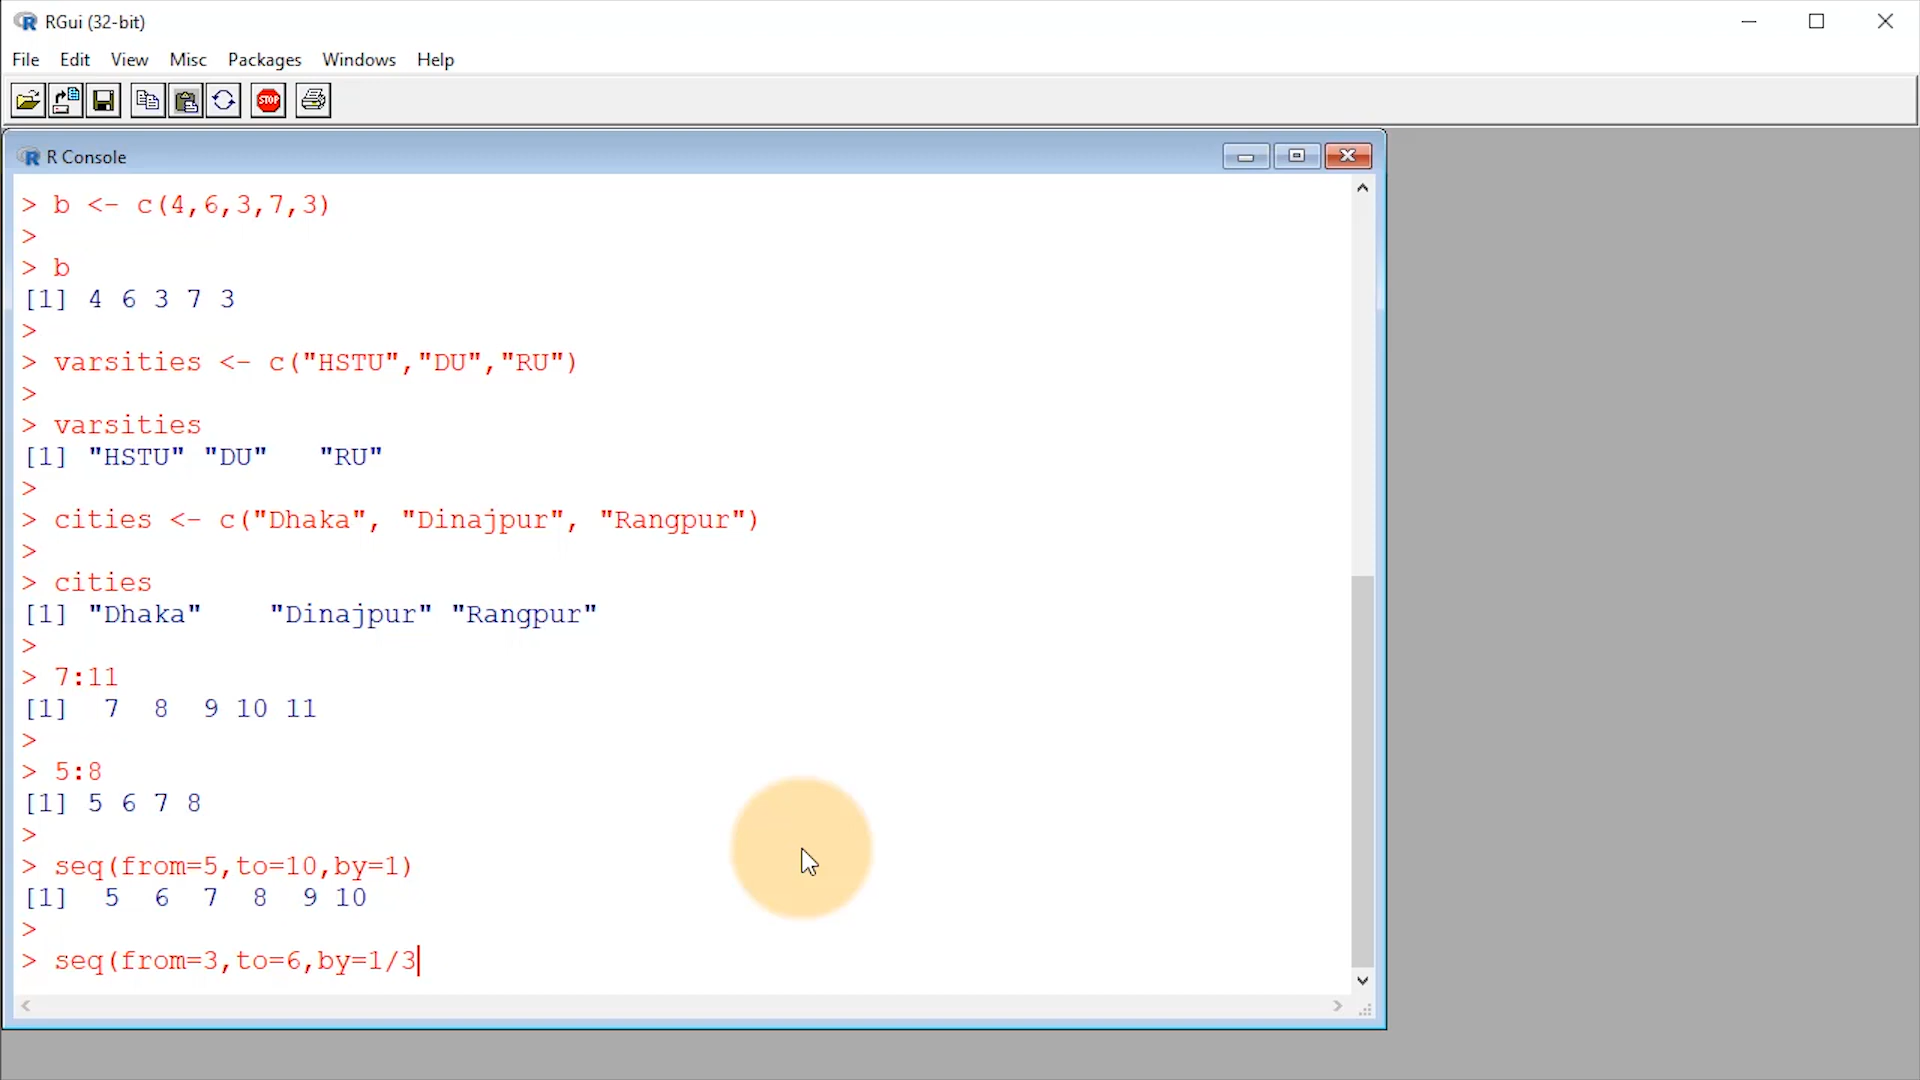 RGui (32-bit)
File Edit View Misc Packages Windows Help
STOP
R Console
> b <- c(4,6,3,7,3)
>
> b
[1] 4 6 3 7 3
>
> varsities <- c("HSTU","DU","RU")
>
> varsities
[1] "HSTU" "DU"   "RU"
>
> cities <- c("Dhaka", "Dinajpur", "Rangpur")
>
> cities
[1] "Dhaka"    "Dinajpur" "Rangpur"
>
> 7:11
[1]  7  8  9 10 11
>
> 5:8
[1] 5 6 7 8
>
> seq(from=5,to=10,by=1)
[1]  5  6  7  8  9 10
>
> seq(from=3,to=6,by=1/3